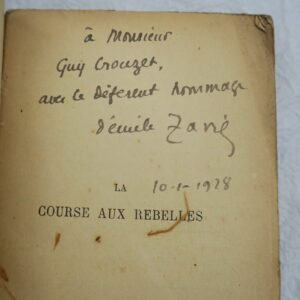 à Monsieur
Guy Crouzet,
avec le Déférent hommage
d'émile Zavie
10-1-1928
LA
COURSE AUX REBELLES